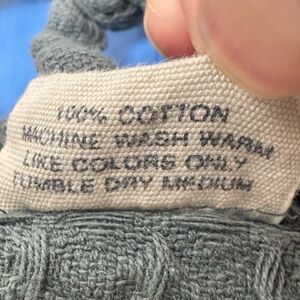 100% COTTON
MACHINE WASH WARM
LIKE COLORS ONLY
TUMBLE DRY MEDIUM